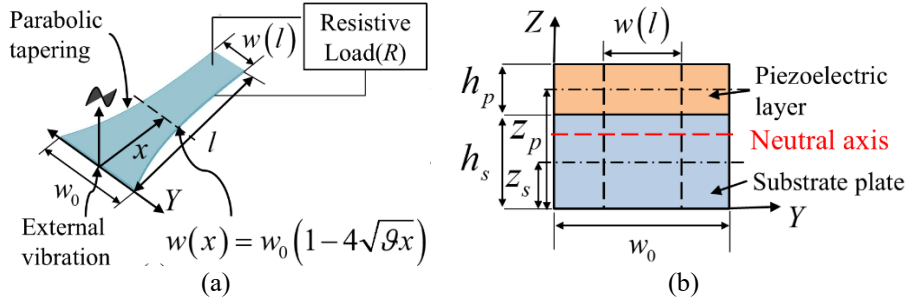 Parabolic
tapering
w(l)
Resistive
Load(R)
x
l
w₀
Y
External
vibration
w(x) = w₀(1−4√ϑx)
(a)
Z
w(l)
hₚ
Piezoelectric
layer
zₚ
Neutral axis
hₛ
zₛ
Substrate plate
Y
w₀
(b)